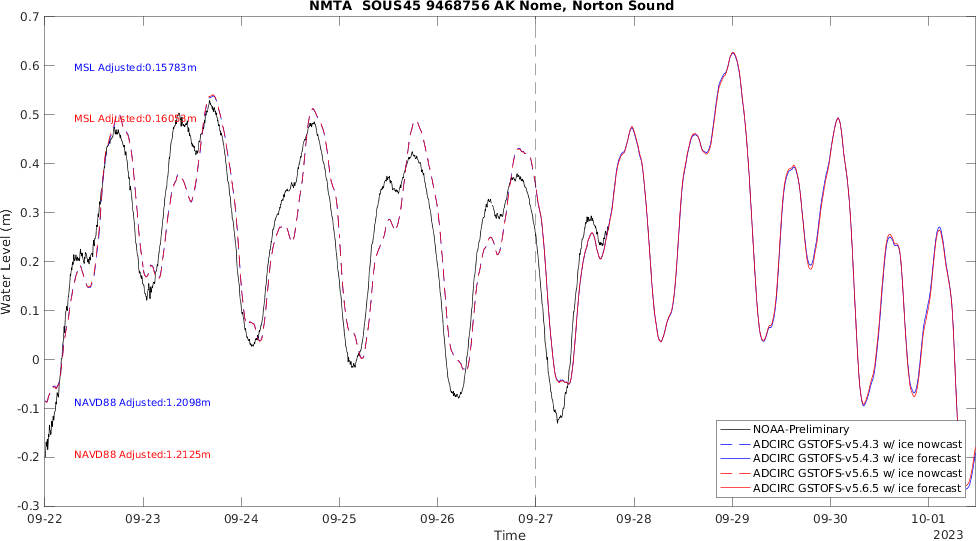 NMTA SOUS45 9468756 AK Nome, Norton Sound
0.7
0.6
0.5
0.4
0.3
0.2
0.1
0
-0.1
-0.2
-0.3
Water Level (m)
MSL Adjusted:0.15783m
MSL Adjusted:0.16053m
NAVD88 Adjusted:1.2098m
NAVD88 Adjusted:1.2125m
NOAA-Preliminary
ADCIRC GSTOFS-v5.4.3 w/ ice nowcast
ADCIRC GSTOFS-v5.4.3 w/ ice forecast
ADCIRC GSTOFS-v5.6.5 w/ ice nowcast
ADCIRC GSTOFS-v5.6.5 w/ ice forecast
09-22 09-23 09-24 09-25 09-26 09-27 09-28 09-29 09-30 10-01
Time
2023